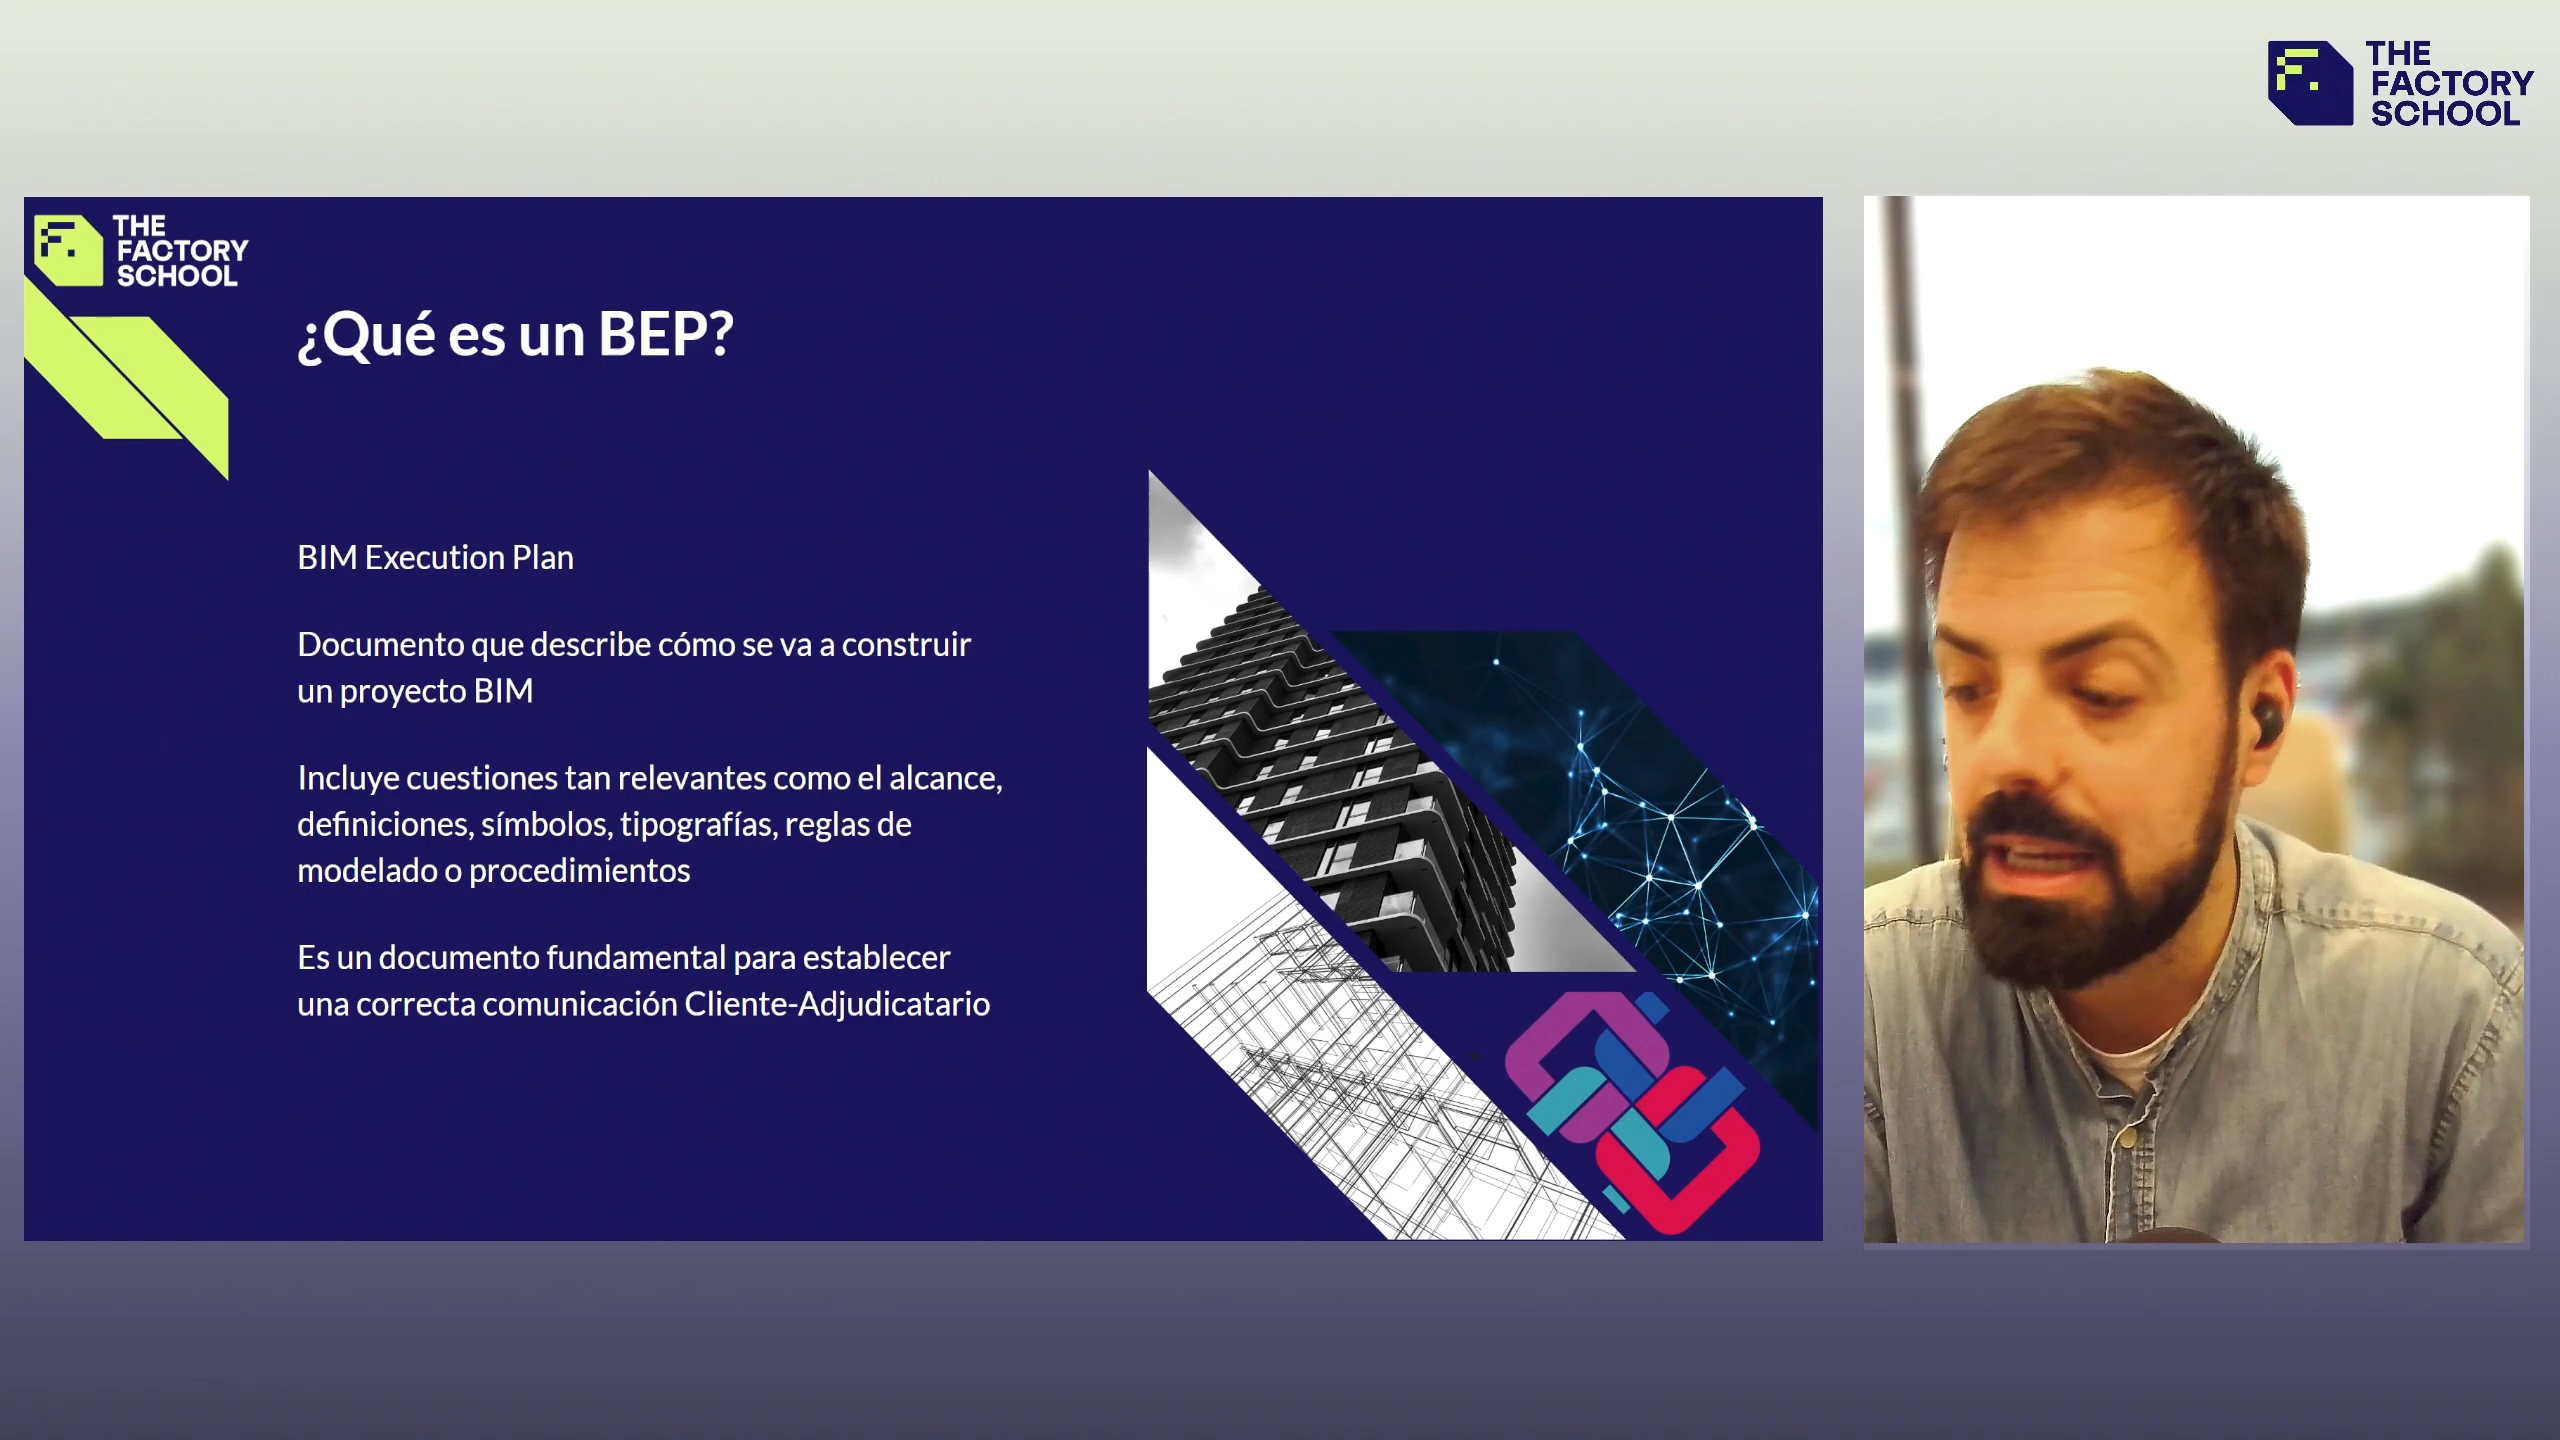 THE
FACTORY
SCHOOL
F.
THE
FACTORY
SCHOOL
F.
¿Qué es un BEP?
BIM Execution Plan
Documento que describe cómo se va a construir
un proyecto BIM
Incluye cuestiones tan relevantes como el alcance,
definiciones, símbolos, tipografías, reglas de
modelado o procedimientos
Es un documento fundamental para establecer
una correcta comunicación Cliente-Adjudicatario